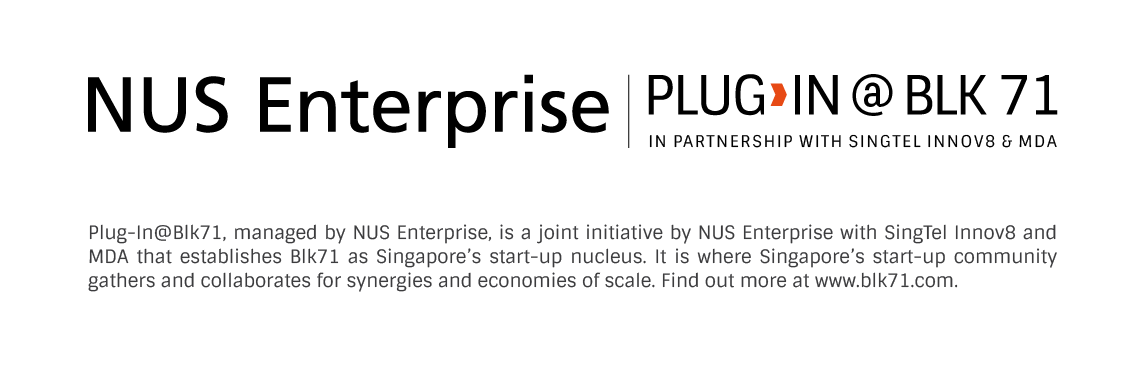 NUS Enterprise
PLUG-IN @ BLK 71
IN PARTNERSHIP WITH SINGTEL INNOV8 & MDA
Plug-In@Blk71, managed by NUS Enterprise, is a joint initiative by NUS Enterprise with SingTel Innov8 and
MDA that establishes Blk71 as Singapore’s start-up nucleus. It is where Singapore’s start-up community
gathers and collaborates for synergies and economies of scale. Find out more at www.blk71.com.